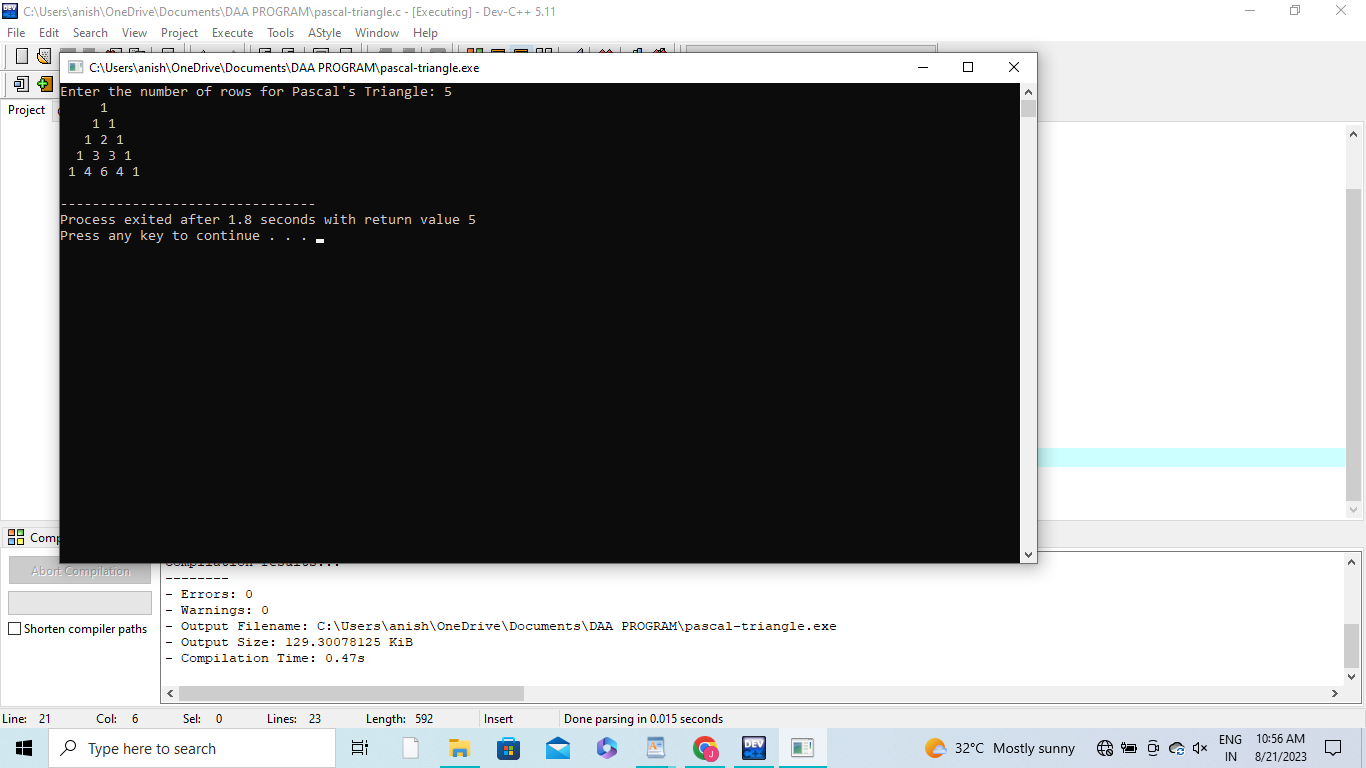 C:\Users\anish\OneDrive\Documents\DAA PROGRAM\pascal-triangle.c - [Executing] - Dev-C++ 5.11
File Edit Search View Project Execute Tools AStyle Window Help
C:\Users\anish\OneDrive\Documents\DAA PROGRAM\pascal-triangle.exe
Project
Enter the number of rows for Pascal's Triangle: 5
1
1 1
1 2 1
1 3 3 1
1 4 6 4 1
--------------------------------
Process exited after 1.8 seconds with return value 5
Press any key to continue . . .
Comp
Abort Compilation
Shorten compiler paths
Compilation results...
--------
- Errors: 0
- Warnings: 0
- Output Filename: C:\Users\anish\OneDrive\Documents\DAA PROGRAM\pascal-triangle.exe
- Output Size: 129.30078125 KiB
- Compilation Time: 0.47s
Line: 21 Col: 6 Sel: 0 Lines: 23 Length: 592 Insert Done parsing in 0.015 seconds
Type here to search
DEV
32°C Mostly sunny
ENG
IN
10:56 AM
8/21/2023